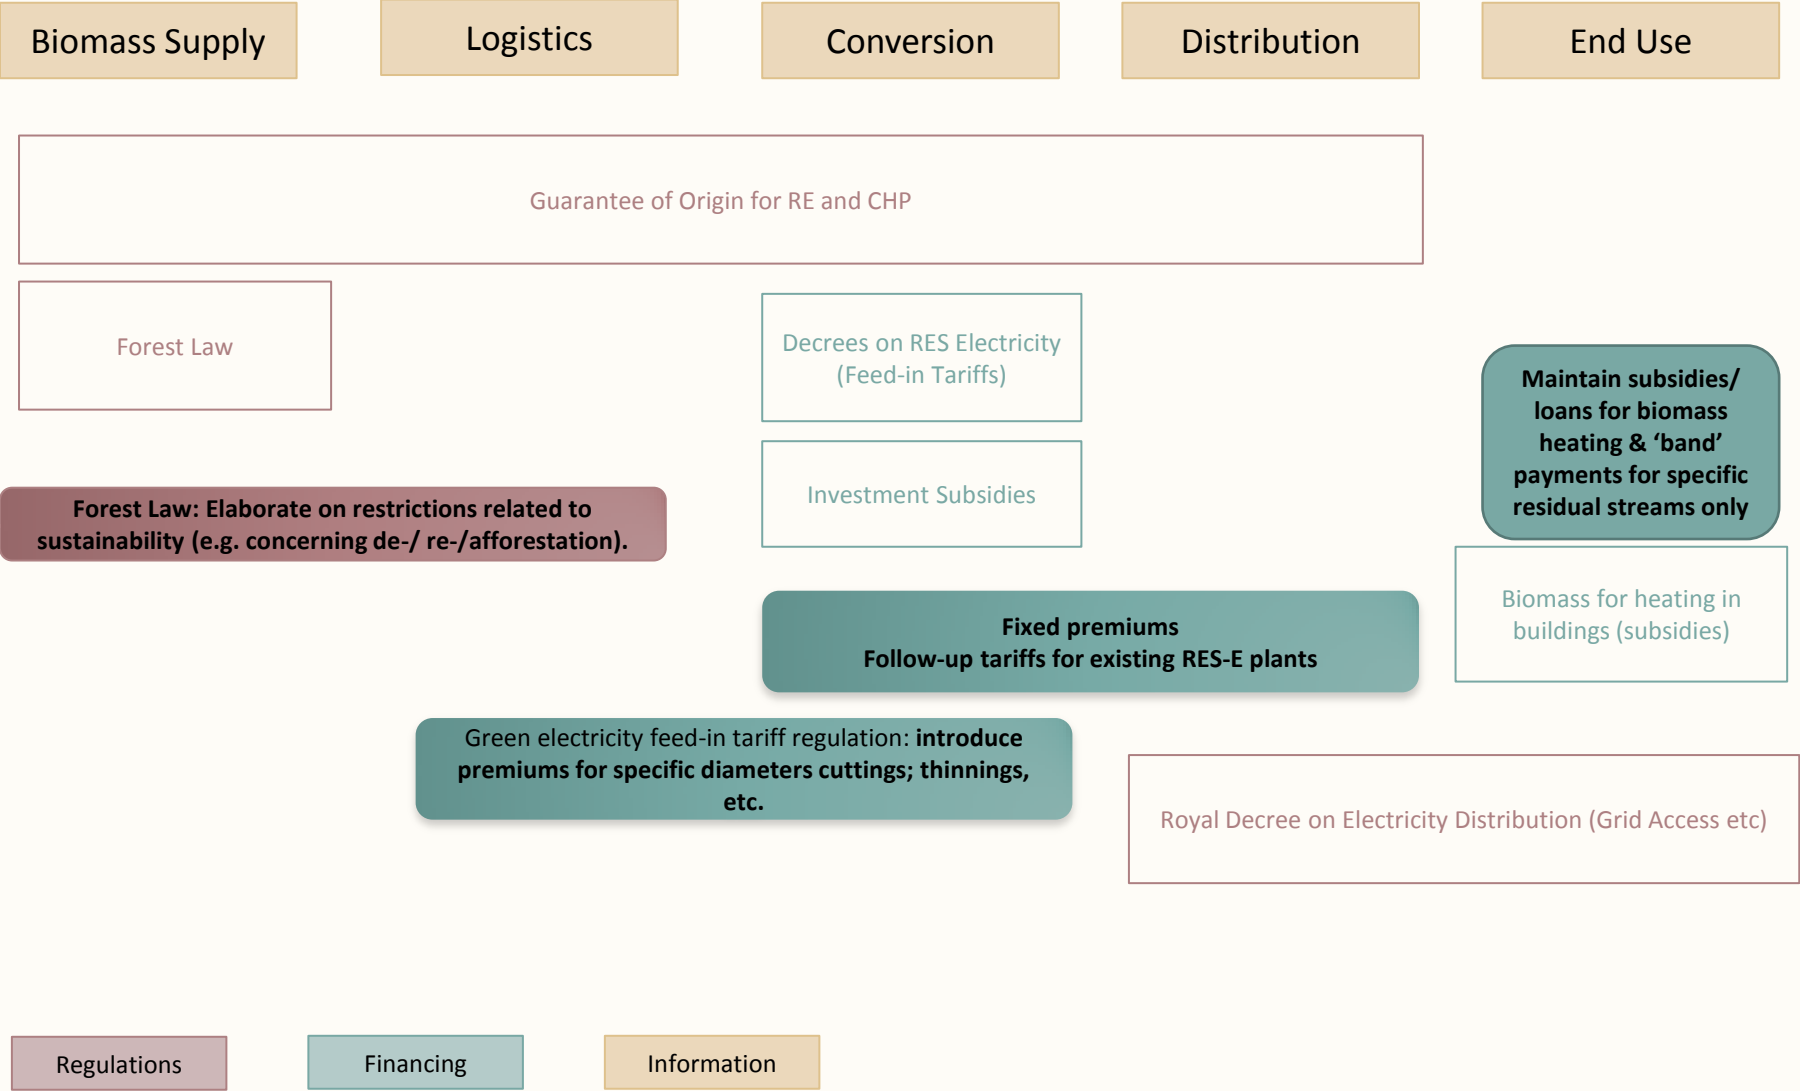 Biomass Supply
Logistics
Conversion
Distribution
End Use
Guarantee of Origin for RE and CHP
Forest Law
Decrees on RES Electricity
(Feed-in Tariffs)
Maintain subsidies/
loans for biomass
heating & ‘band’
payments for specific
residual streams only
Investment Subsidies
Forest Law: Elaborate on restrictions related to
sustainability (e.g. concerning de-/ re-/afforestation).
Biomass for heating in
buildings (subsidies)
Fixed premiums
Follow-up tariffs for existing RES-E plants
Green electricity feed-in tariff regulation: introduce
premiums for specific diameters cuttings; thinnings,
etc.
Royal Decree on Electricity Distribution (Grid Access etc)
Regulations
Financing
Information